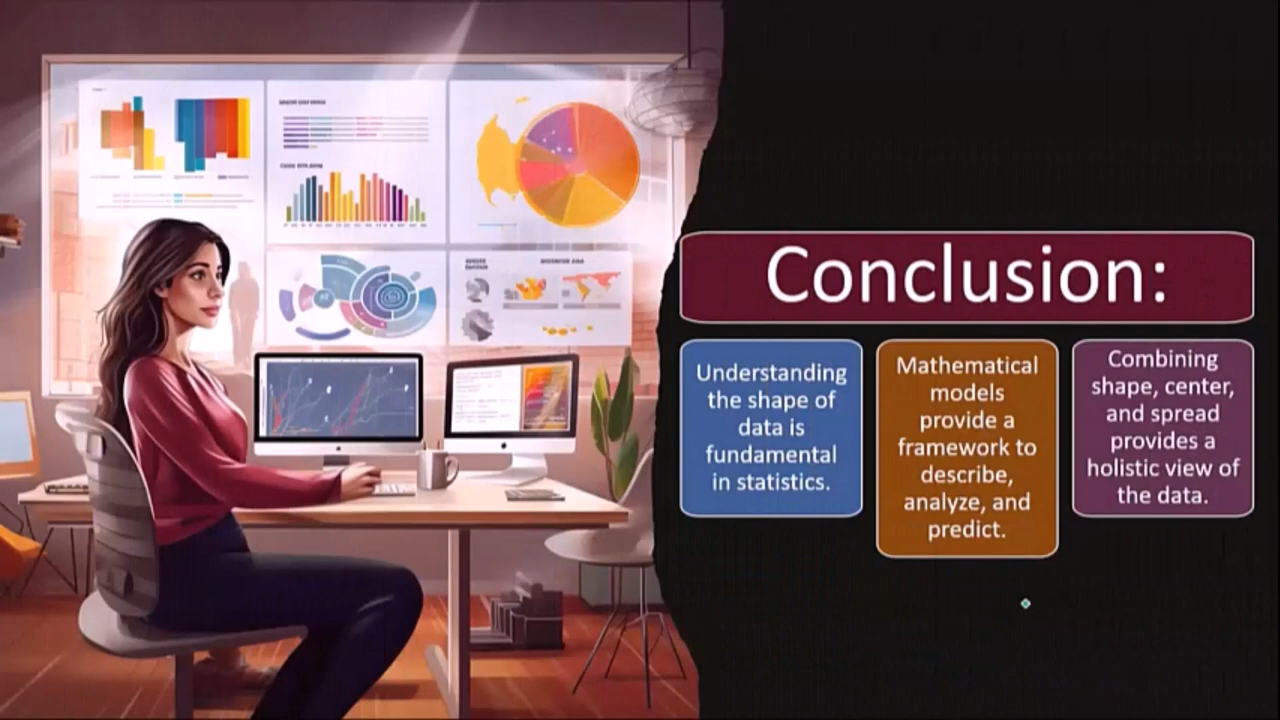 Conclusion:
Understanding
the shape of
data is
fundamental
in statistics.
Mathematical
models
provide a
framework to
describe,
analyze, and
predict.
Combining
shape, center,
and spread
provides a
holistic view of
the data.